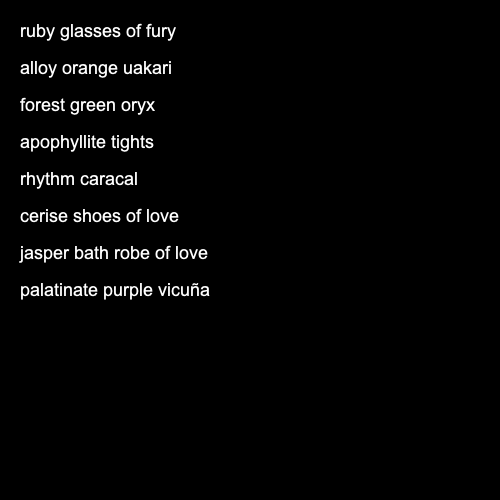 ruby glasses of fury
alloy orange uakari
forest green oryx
apophyllite tights
rhythm caracal
cerise shoes of love
jasper bath robe of love
palatinate purple vicuña